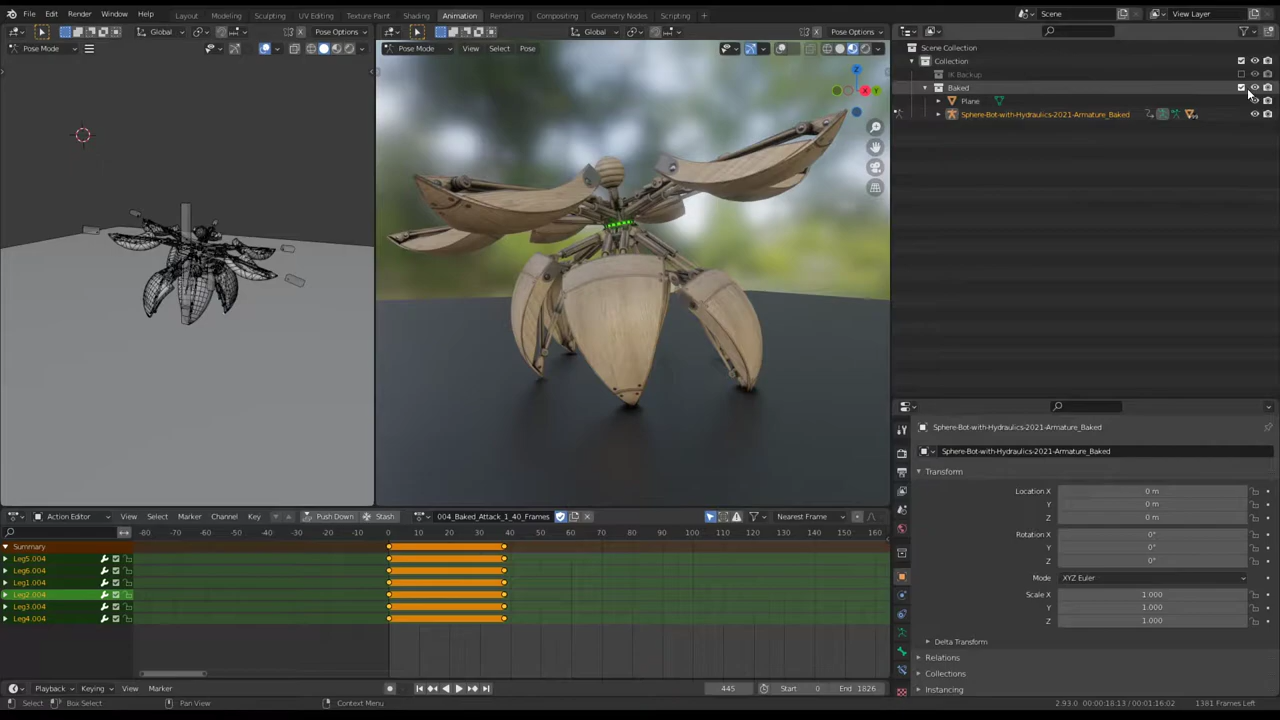 File Edit Render Window Help Layout Modeling Sculpting UV Editing Texture Paint Shading Animation Rendering Compositing Geometry Nodes Scripting + Scene View Layer
Global Pose Options Global Pose Options
Pose Mode Pose Mode View Select Pose
Scene Collection
Collection
IK Backup
Baked
Plane
Sphere-Bot-with-Hydraulics-2021-Armature_Baked
Z
X Y
Sphere-Bot-with-Hydraulics-2021-Armature_Baked
Sphere-Bot-with-Hydraulics-2021-Armature_Baked
Transform
Location X 0 m
Y 0 m
Z 0 m
Rotation X 0°
Y 0°
Z 0°
Mode XYZ Euler
Scale X 1.000
Y 1.000
Z 1.000
Delta Transform
Relations
Collections
Instancing
Action Editor View Select Marker Channel Key Push Down Stash 004_Baked_Attack_1_40_Frames Nearest Frame
-80 -70 -60 -50 -40 -30 -20 -10 0 10 20 30 40 50 60 70 80 90 100 110 120 130 140 150 160
Summary
Leg5.004
Leg6.004
Leg1.004
Leg2.004
Leg3.004
Leg4.004
Playback Keying View Marker 445 Start 0 End 1826
Select Box Select Pan View Context Menu 2.93.0 00:00:18:13 / 00:01:16:02 1381 Frames Left